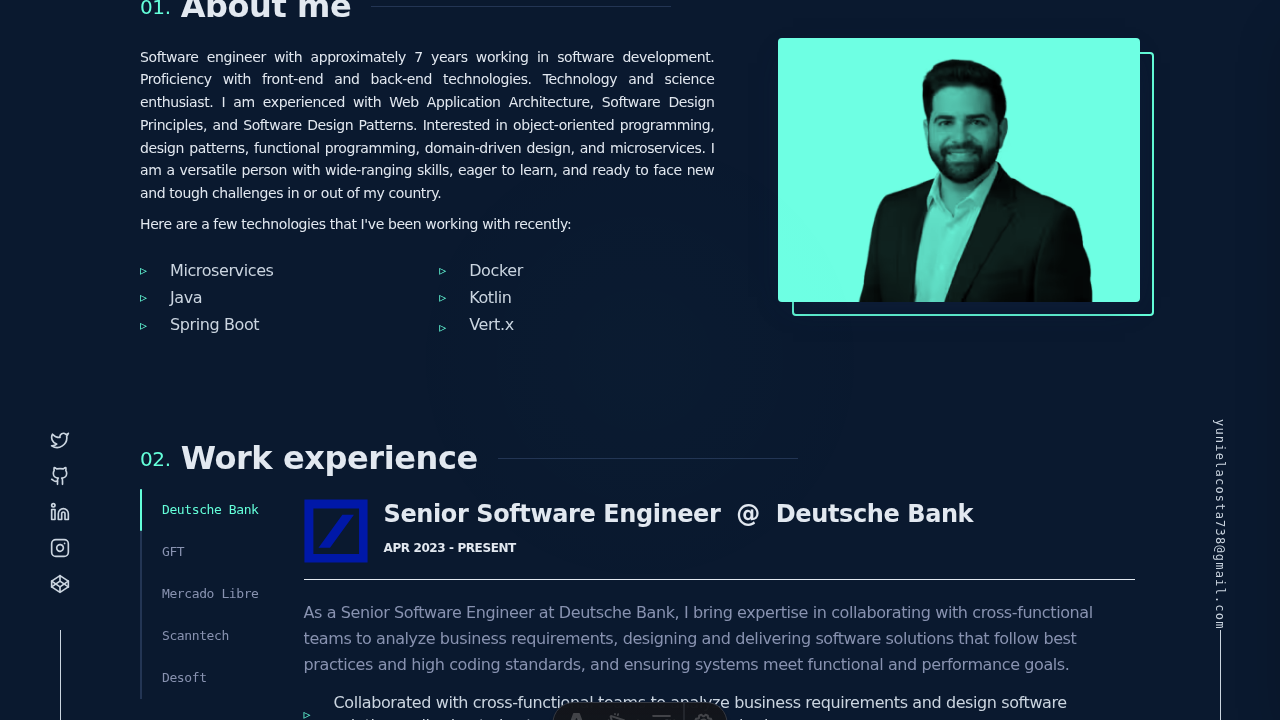 01. About me
Software engineer with approximately 7 years working in software development.
Proficiency with front-end and back-end technologies. Technology and science
enthusiast. I am experienced with Web Application Architecture, Software Design
Principles, and Software Design Patterns. Interested in object-oriented programming,
design patterns, functional programming, domain-driven design, and microservices. I
am a versatile person with wide-ranging skills, eager to learn, and ready to face new
and tough challenges in or out of my country.
Here are a few technologies that I've been working with recently:
Microservices
Docker
Java
Kotlin
Spring Boot
Vert.x
yunielacosta738@gmail.com
02. Work experience
Deutsche Bank
GFT
Mercado Libre
Scanntech
Desoft
Senior Software Engineer @ Deutsche Bank
APR 2023 - PRESENT
As a Senior Software Engineer at Deutsche Bank, I bring expertise in collaborating with cross-functional
teams to analyze business requirements, designing and delivering software solutions that follow best
practices and high coding standards, and ensuring systems meet functional and performance goals.
Collaborated with cross-functional teams to analyze business requirements and design software